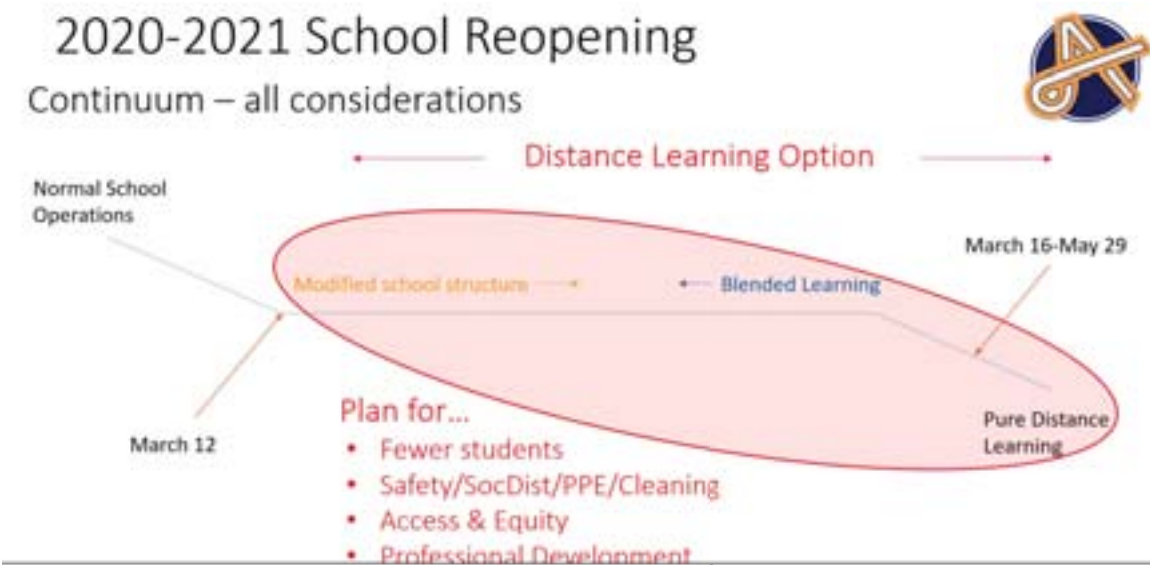 2020-2021 School Reopening
Continuum – all considerations
Distance Learning Option
Normal School
Operations
March 16-May 29
Modified school structure
Blended Learning
Plan for...
March 12
Pure Distance
Learning
• Fewer students
• Safety/SocDist/PPE/Cleaning
• Access & Equity
• Professional Development